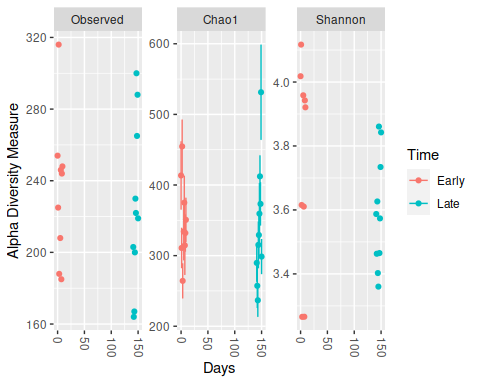 Observed
Chao1
Shannon
Alpha Diversity Measure
320
280
240
200
160
600
500
400
300
200
4.0
3.8
3.6
3.4
0 50 100 150
0 50 100 150
0 50 100 150
Days
Time
Early
Late